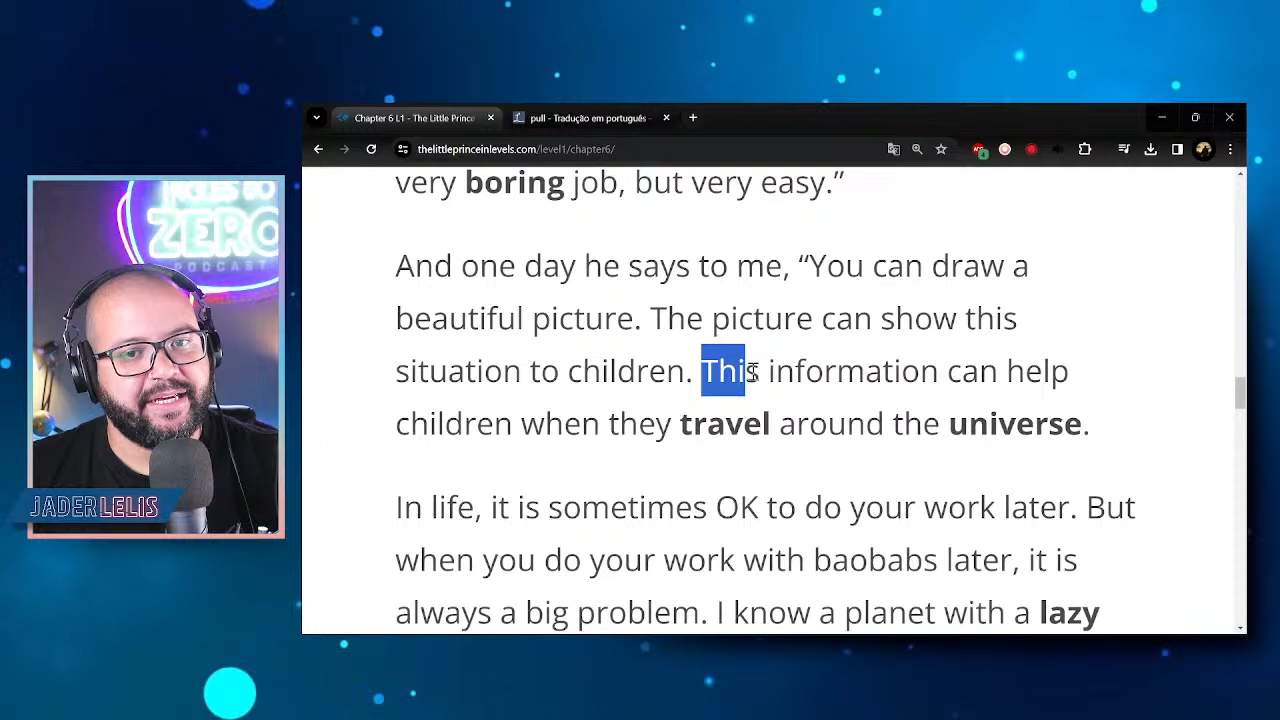 Chapter 6 L1 - The Little Prince
pull - Tradução em português
thelittleprinceinlevels.com/level1/chapter6/
very boring job, but very easy.”
And one day he says to me, “You can draw a
beautiful picture. The picture can show this
situation to children. This information can help
children when they travel around the universe.
In life, it is sometimes OK to do your work later. But
when you do your work with baobabs later, it is
always a big problem. I know a planet with a lazy
ZERO
PODCAST
JADERLELIS